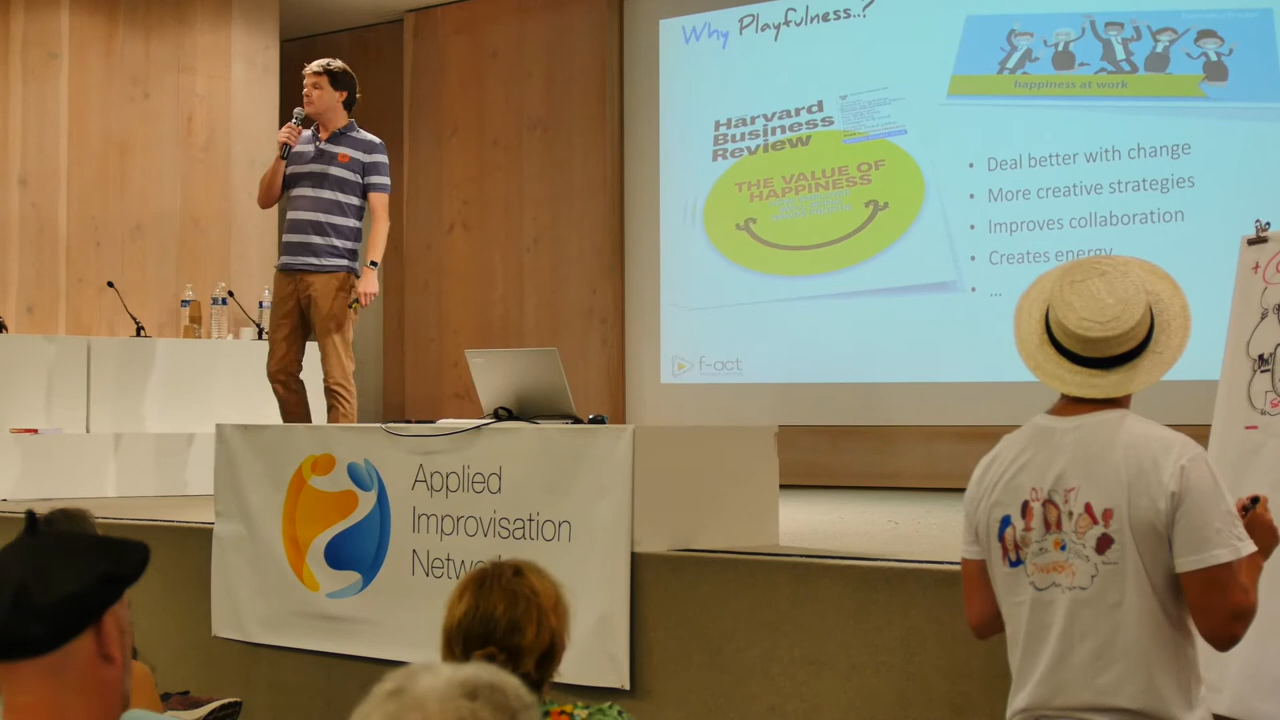 Why Playfulness..?
happiness at work
Harvard
Business
Review
THE VALUE OF
HAPPINESS
• Deal better with change
• More creative strategies
• Improves collaboration
• Creates energy
• ...
f-act
Applied
Improvisation
Network